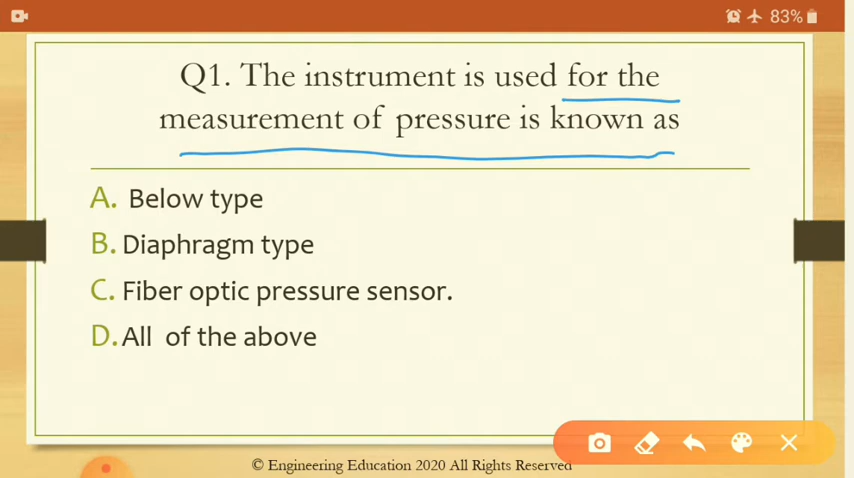 83%
Q1. The instrument is used for the
measurement of pressure is known as
A. Below type
B. Diaphragm type
C. Fiber optic pressure sensor.
D. All of the above
© Engineering Education 2020 All Rights Reserved